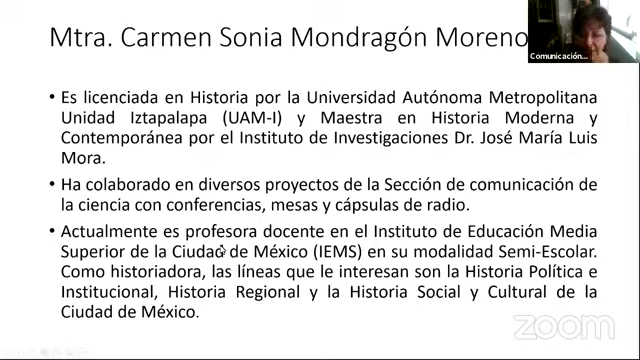 Mtra. Carmen Sonia Mondragón Moreno
Comunicación...
• Es licenciada en Historia por la Universidad Autónoma Metropolitana
Unidad Iztapalapa (UAM-I) y Maestra en Historia Moderna y
Contemporánea por el Instituto de Investigaciones Dr. José María Luis
Mora.
• Ha colaborado en diversos proyectos de la Sección de comunicación de
la ciencia con conferencias, mesas y cápsulas de radio.
• Actualmente es profesora docente en el Instituto de Educación Media
Superior de la Ciudad de México (IEMS) en su modalidad Semi-Escolar.
Como historiadora, las líneas que le interesan son la Historia Política e
Institucional, Historia Regional y la Historia Social y Cultural de la
Ciudad de México.
zoom